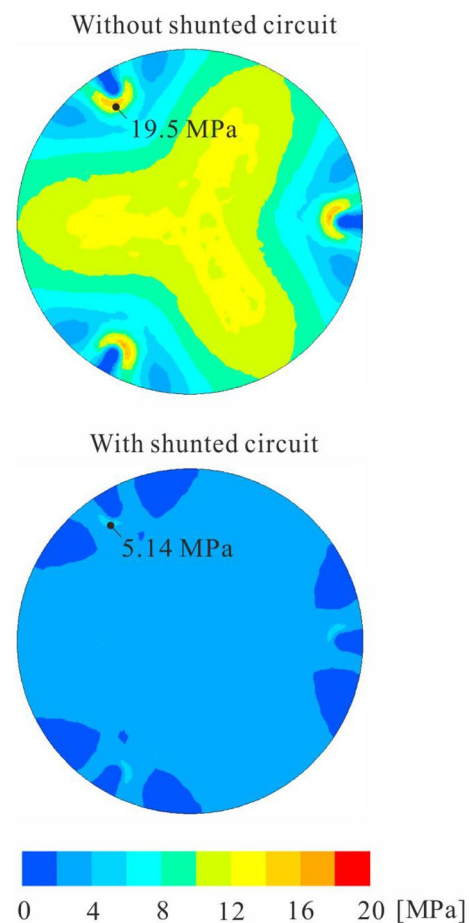 Without shunted circuit
19.5 MPa
With shunted circuit
5.14 MPa
0 4 8 12 16 20 [MPa]